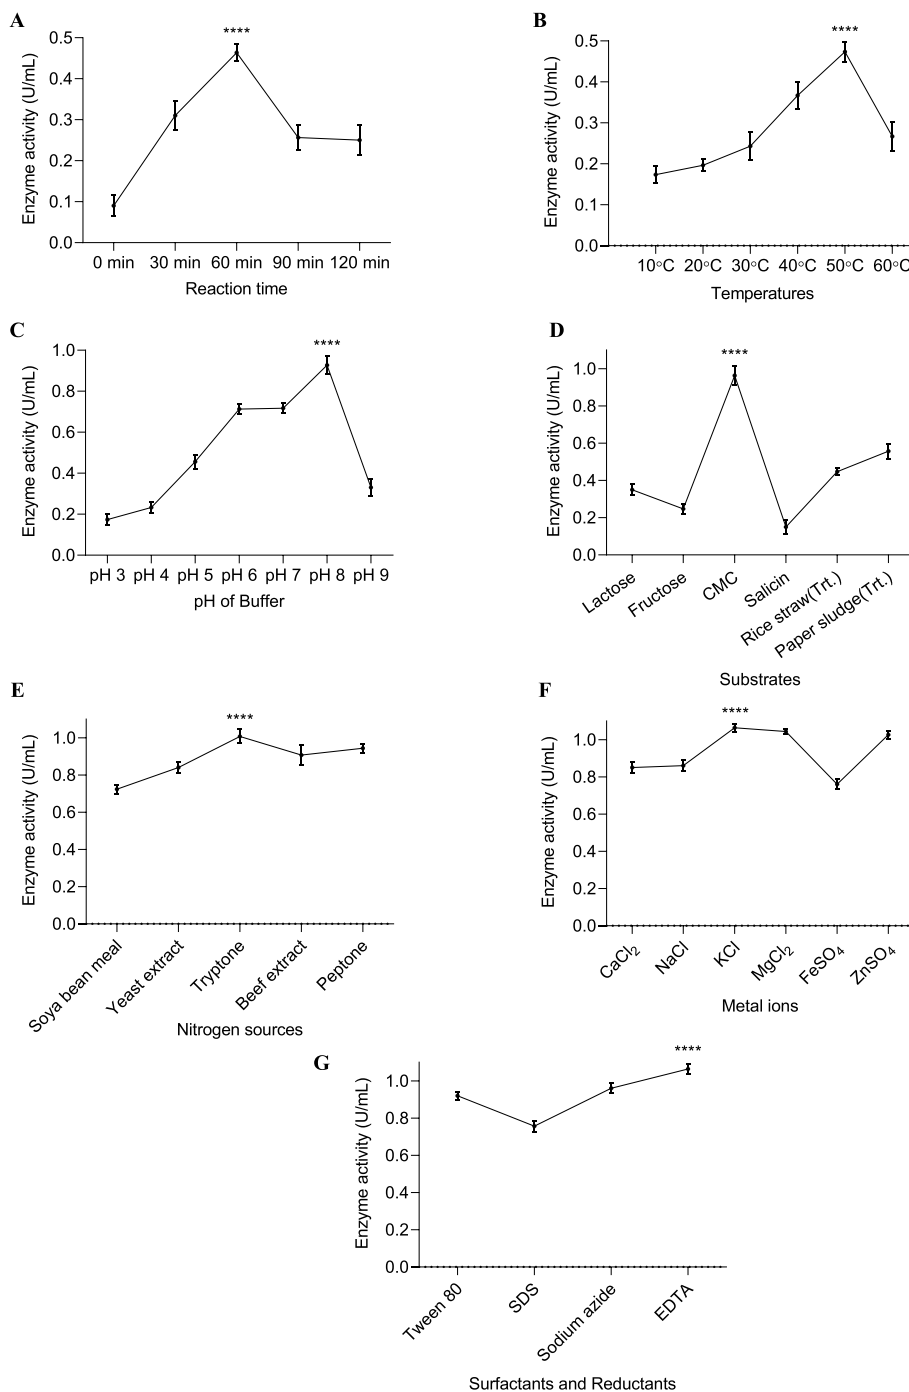 A
****
0.5
0.4
0.3
0.2
0.1
0.0
Enzyme activity (U/mL)
0 min 30 min 60 min 90 min 120 min
Reaction time
B
****
0.5
0.4
0.3
0.2
0.1
0.0
Enzyme activity (U/mL)
10°C 20°C 30°C 40°C 50°C 60°C
Temperatures
C
****
1.0
0.8
0.6
0.4
0.2
0.0
Enzyme activity (U/mL)
pH 3 pH 4 pH 5 pH 6 pH 7 pH 8 pH 9
pH of Buffer
D
****
1.0
0.8
0.6
0.4
0.2
0.0
Enzyme activity (U/mL)
Lactose
Fructose
CMC
Salicin
Rice straw(Trt.)
Paper sludge(Trt.)
Substrates
E
****
1.0
0.8
0.6
0.4
0.2
0.0
Enzyme activity (U/mL)
Soya bean meal
Yeast extract
Tryptone
Beef extract
Peptone
Nitrogen sources
F
****
1.0
0.8
0.6
0.4
0.2
0.0
Enzyme activity (U/mL)
CaCl₂
NaCl
KCl
MgCl₂
FeSO₄
ZnSO₄
Metal ions
G
****
1.0
0.8
0.6
0.4
0.2
0.0
Enzyme activity (U/mL)
Tween 80
SDS
Sodium azide
EDTA
Surfactants and Reductants